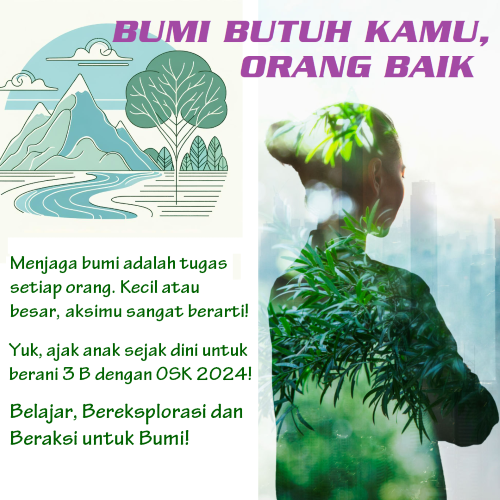 BUMI BUTUH KAMU,
ORANG BAIK
Menjaga bumi adalah tugas
setiap orang. Kecil atau
besar, aksimu sangat berarti!
Yuk, ajak anak sejak dini untuk
berani 3 B dengan OSK 2024!
Belajar, Bereksplorasi dan
Beraksi untuk Bumi!